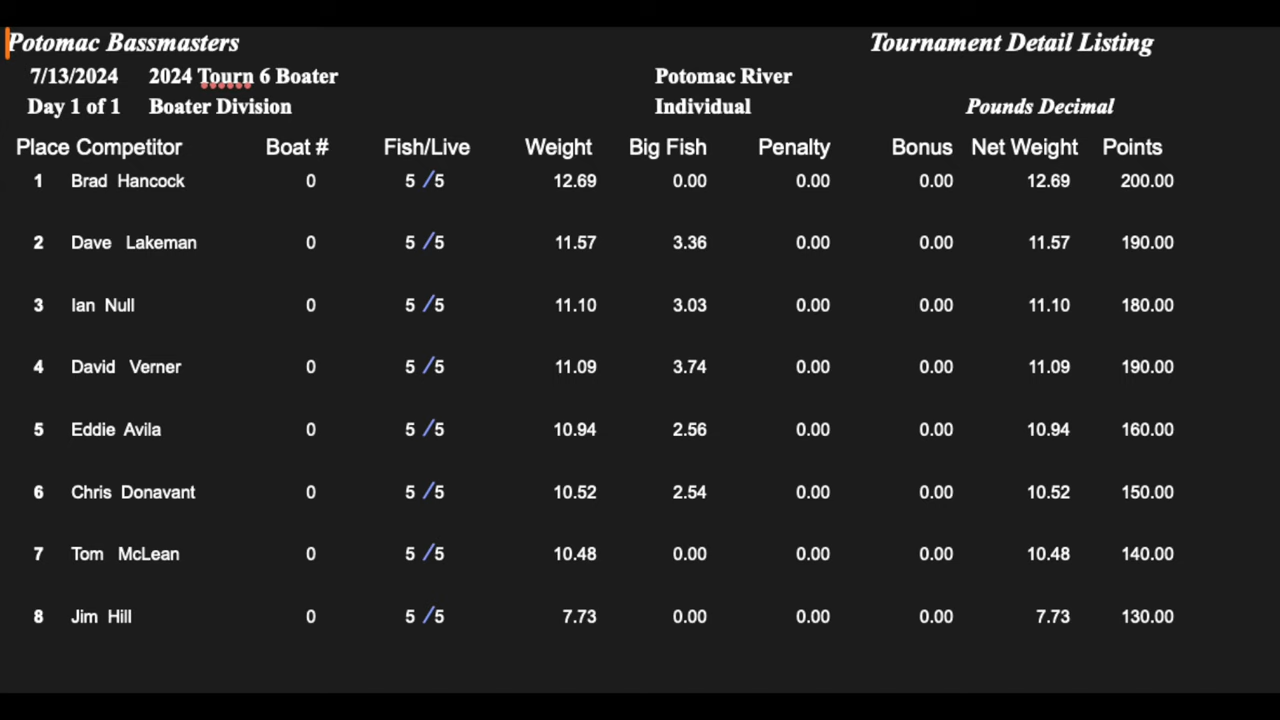 Potomac Bassmasters Tournament Detail Listing
7/13/2024 2024 Tourn 6 Boater Potomac River
Day 1 of 1 Boater Division Individual Pounds Decimal
Place Competitor Boat # Fish/Live Weight Big Fish Penalty Bonus Net Weight Points
1 Brad Hancock 0 5 /5 12.69 0.00 0.00 0.00 12.69 200.00
2 Dave Lakeman 0 5 /5 11.57 3.36 0.00 0.00 11.57 190.00
3 Ian Null 0 5 /5 11.10 3.03 0.00 0.00 11.10 180.00
4 David Verner 0 5 /5 11.09 3.74 0.00 0.00 11.09 190.00
5 Eddie Avila 0 5 /5 10.94 2.56 0.00 0.00 10.94 160.00
6 Chris Donavant 0 5 /5 10.52 2.54 0.00 0.00 10.52 150.00
7 Tom McLean 0 5 /5 10.48 0.00 0.00 0.00 10.48 140.00
8 Jim Hill 0 5 /5 7.73 0.00 0.00 0.00 7.73 130.00